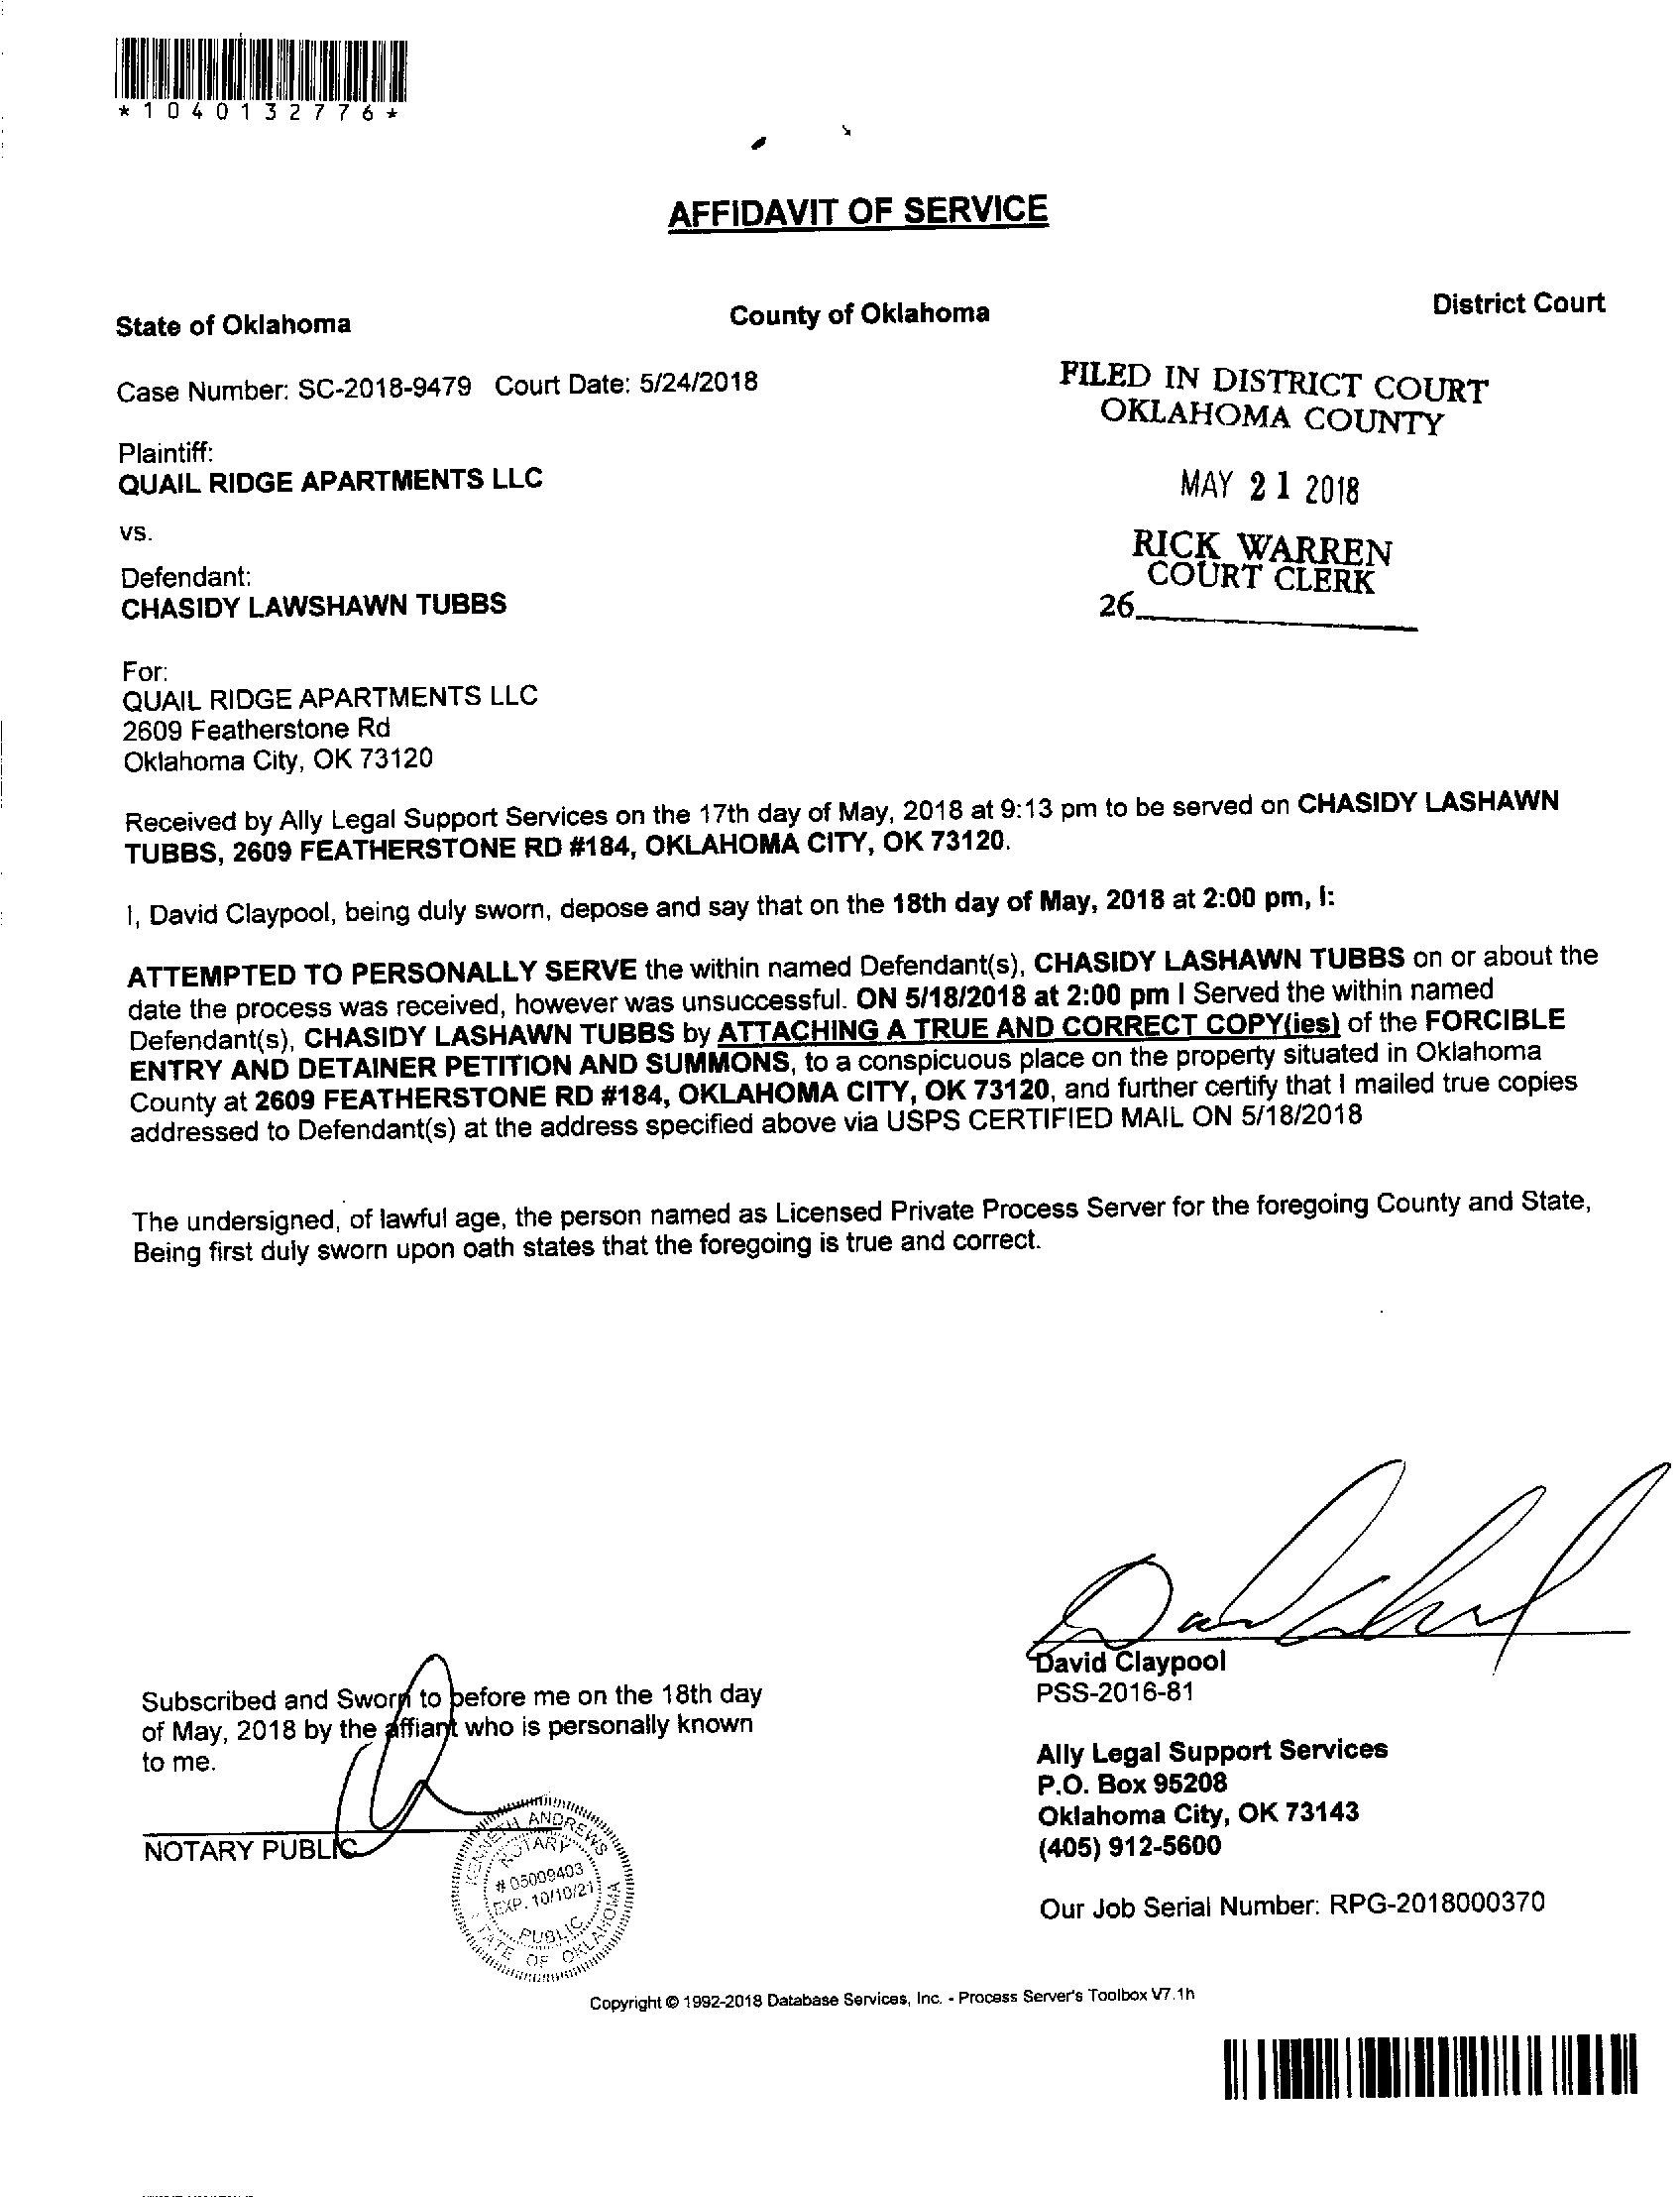 *1040132776*
AFFIDAVIT OF SERVICE
State of Oklahoma County of Oklahoma District Court
Case Number: SC-2018-9479 Court Date: 5/24/2018
FILED IN DISTRICT COURT
OKLAHOMA COUNTY
MAY 21 2018
RICK WARREN
COURT CLERK
26
Plaintiff:
QUAIL RIDGE APARTMENTS LLC
vs.
Defendant:
CHASIDY LAWSHAWN TUBBS
For:
QUAIL RIDGE APARTMENTS LLC
2609 Featherstone Rd
Oklahoma City, OK 73120
Received by Ally Legal Support Services on the 17th day of May, 2018 at 9:13 pm to be served on CHASIDY LASHAWN
TUBBS, 2609 FEATHERSTONE RD #184, OKLAHOMA CITY, OK 73120.
I, David Claypool, being duly sworn, depose and say that on the 18th day of May, 2018 at 2:00 pm, I:
ATTEMPTED TO PERSONALLY SERVE the within named Defendant(s), CHASIDY LASHAWN TUBBS on or about the
date the process was received, however was unsuccessful. ON 5/18/2018 at 2:00 pm I Served the within named
Defendant(s), CHASIDY LASHAWN TUBBS by ATTACHING A TRUE AND CORRECT COPY(ies) of the FORCIBLE
ENTRY AND DETAINER PETITION AND SUMMONS, to a conspicuous place on the property situated in Oklahoma
County at 2609 FEATHERSTONE RD #184, OKLAHOMA CITY, OK 73120, and further certify that I mailed true copies
addressed to Defendant(s) at the address specified above via USPS CERTIFIED MAIL ON 5/18/2018
The undersigned, of lawful age, the person named as Licensed Private Process Server for the foregoing County and State,
Being first duly sworn upon oath states that the foregoing is true and correct.
Subscribed and Sworn to before me on the 18th day
of May, 2018 by the affiant who is personally known
to me.
NOTARY PUBLIC
KENNETH ANDREWS
NOTARY
# 05009403
EXP. 10/10/21
PUBLIC
STATE OF OKLAHOMA
David Claypool
PSS-2016-81
Ally Legal Support Services
P.O. Box 95208
Oklahoma City, OK 73143
(405) 912-5600
Our Job Serial Number: RPG-2018000370
Copyright © 1992-2018 Database Services, Inc. - Process Server's Toolbox V7.1h